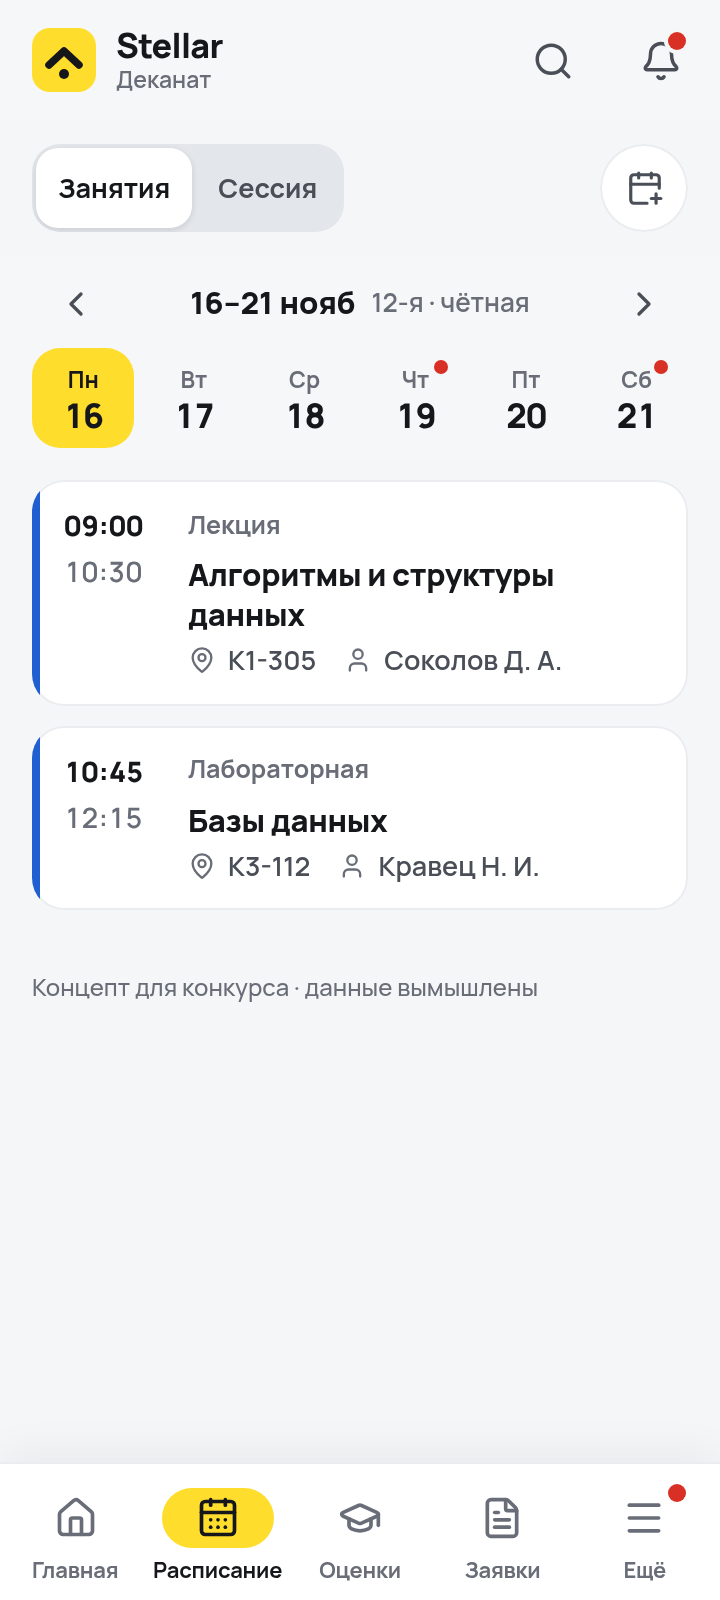 Stellar
Деканат
Занятия Сессия
16–21 нояб 12-я · чётная
Пн Вт Ср Чт Пт Сб
16 17 18 19 20 21
09:00 Лекция
10:30 Алгоритмы и структуры
данных
К1-305 Соколов Д. А.
10:45 Лабораторная
12:15 Базы данных
К3-112 Кравец Н. И.
Концепт для конкурса · данные вымышлены
Главная Расписание Оценки Заявки Ещё